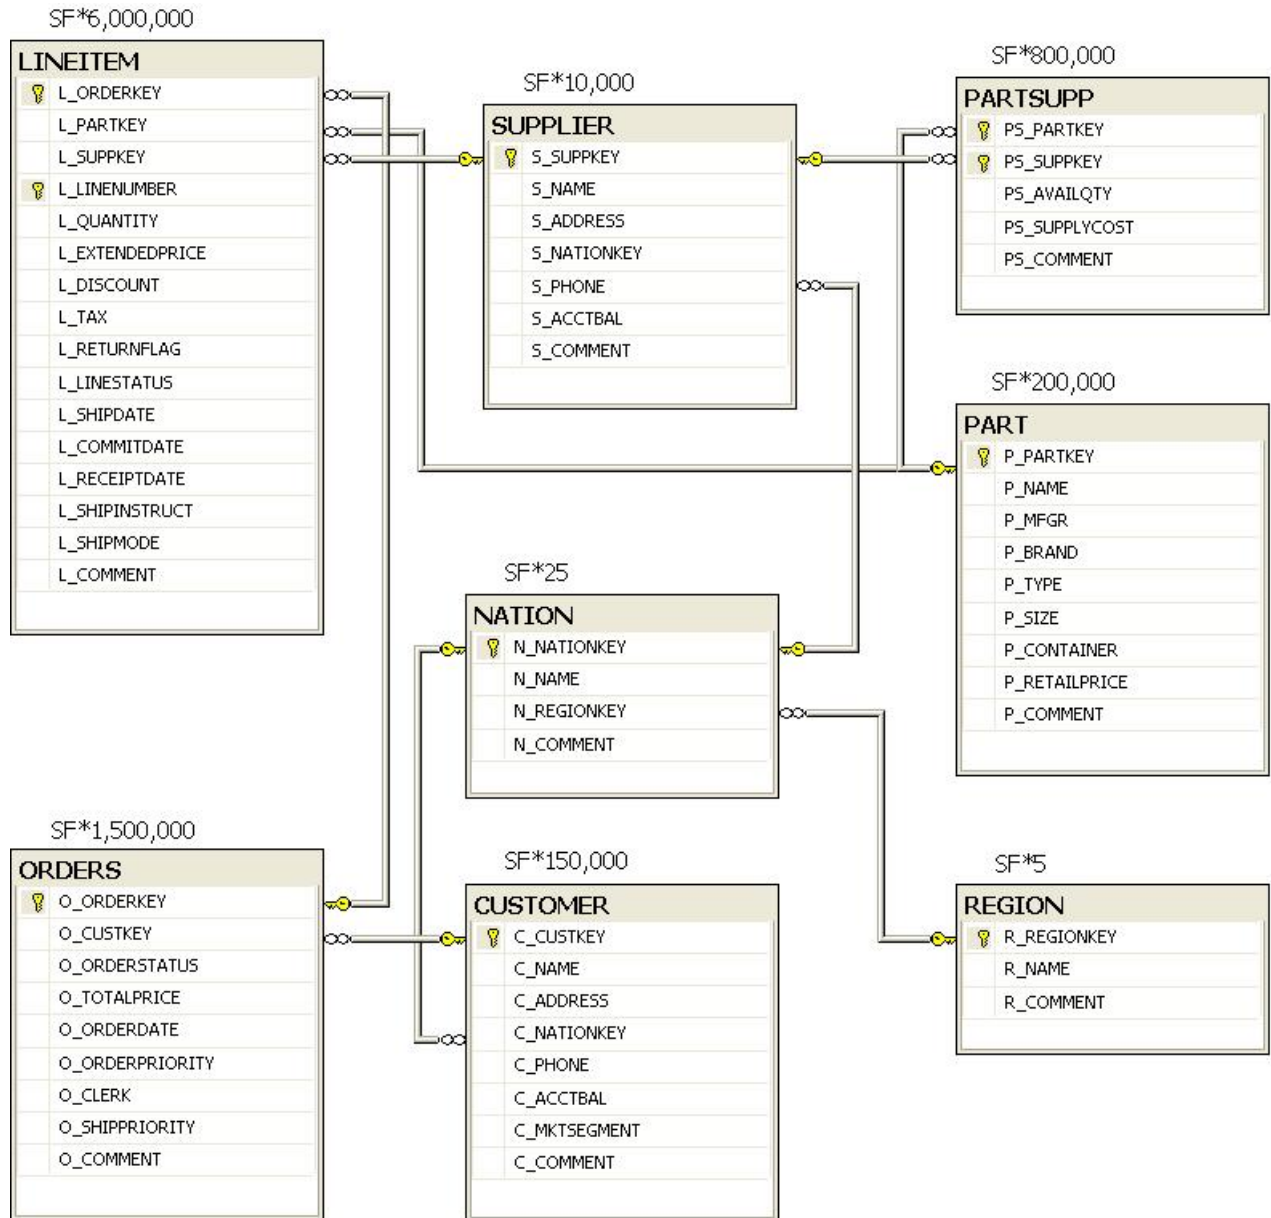 SF*6,000,000
LINEITEM
L_ORDERKEY
L_PARTKEY
L_SUPPKEY
L_LINENUMBER
L_QUANTITY
L_EXTENDEDPRICE
L_DISCOUNT
L_TAX
L_RETURNFLAG
L_LINESTATUS
L_SHIPDATE
L_COMMITDATE
L_RECEIPTDATE
L_SHIPINSTRUCT
L_SHIPMODE
L_COMMENT
SF*10,000
SUPPLIER
S_SUPPKEY
S_NAME
S_ADDRESS
S_NATIONKEY
S_PHONE
S_ACCTBAL
S_COMMENT
SF*800,000
PARTSUPP
PS_PARTKEY
PS_SUPPKEY
PS_AVAILQTY
PS_SUPPLYCOST
PS_COMMENT
SF*200,000
PART
P_PARTKEY
P_NAME
P_MFGR
P_BRAND
P_TYPE
P_SIZE
P_CONTAINER
P_RETAILPRICE
P_COMMENT
SF*25
NATION
N_NATIONKEY
N_NAME
N_REGIONKEY
N_COMMENT
SF*1,500,000
ORDERS
O_ORDERKEY
O_CUSTKEY
O_ORDERSTATUS
O_TOTALPRICE
O_ORDERDATE
O_ORDERPRIORITY
O_CLERK
O_SHIPPRIORITY
O_COMMENT
SF*150,000
CUSTOMER
C_CUSTKEY
C_NAME
C_ADDRESS
C_NATIONKEY
C_PHONE
C_ACCTBAL
C_MKTSEGMENT
C_COMMENT
SF*5
REGION
R_REGIONKEY
R_NAME
R_COMMENT